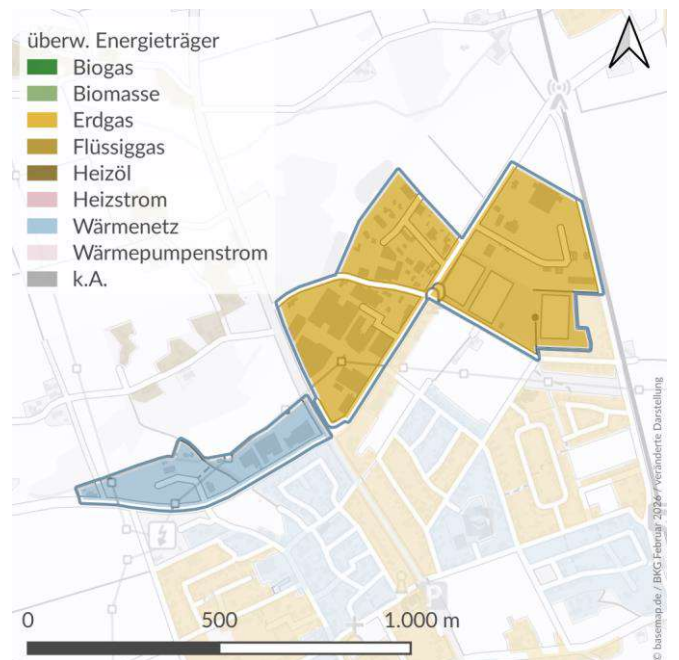 überw. Energieträger
Biogas
Biomasse
Erdgas
Flüssiggas
Heizöl
Heizstrom
Wärmenetz
Wärmepumpenstrom
k.A.
0 500 1.000 m
© basemap.de / BKG Februar 2026 / veränderte Darstellung
P